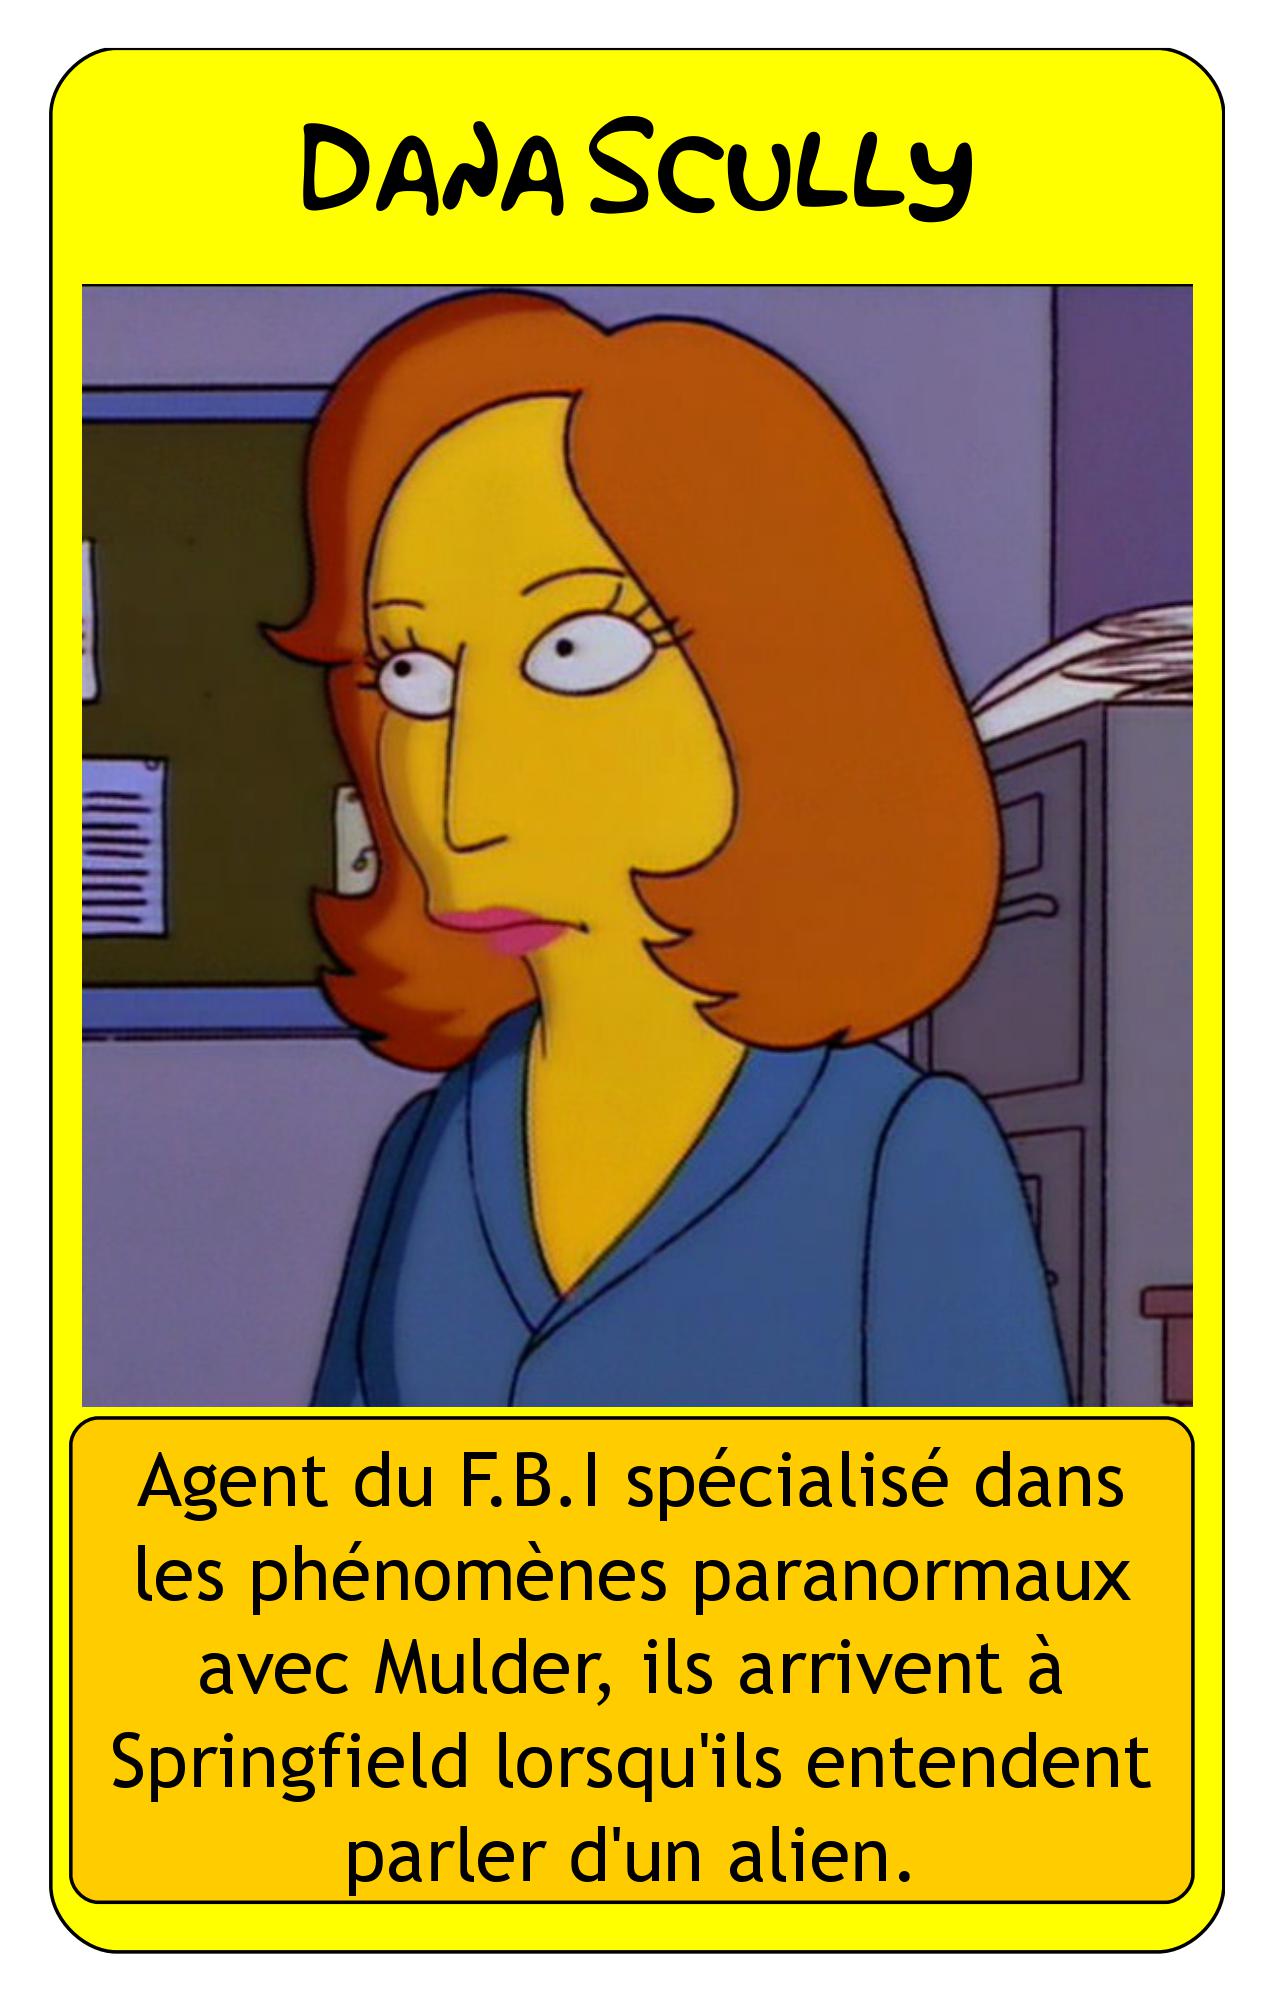 DANA SCULLY
Agent du F.B.I spécialisé dans
les phénomènes paranormaux
avec Mulder, ils arrivent à
Springfield lorsqu'ils entendent
parler d'un alien.